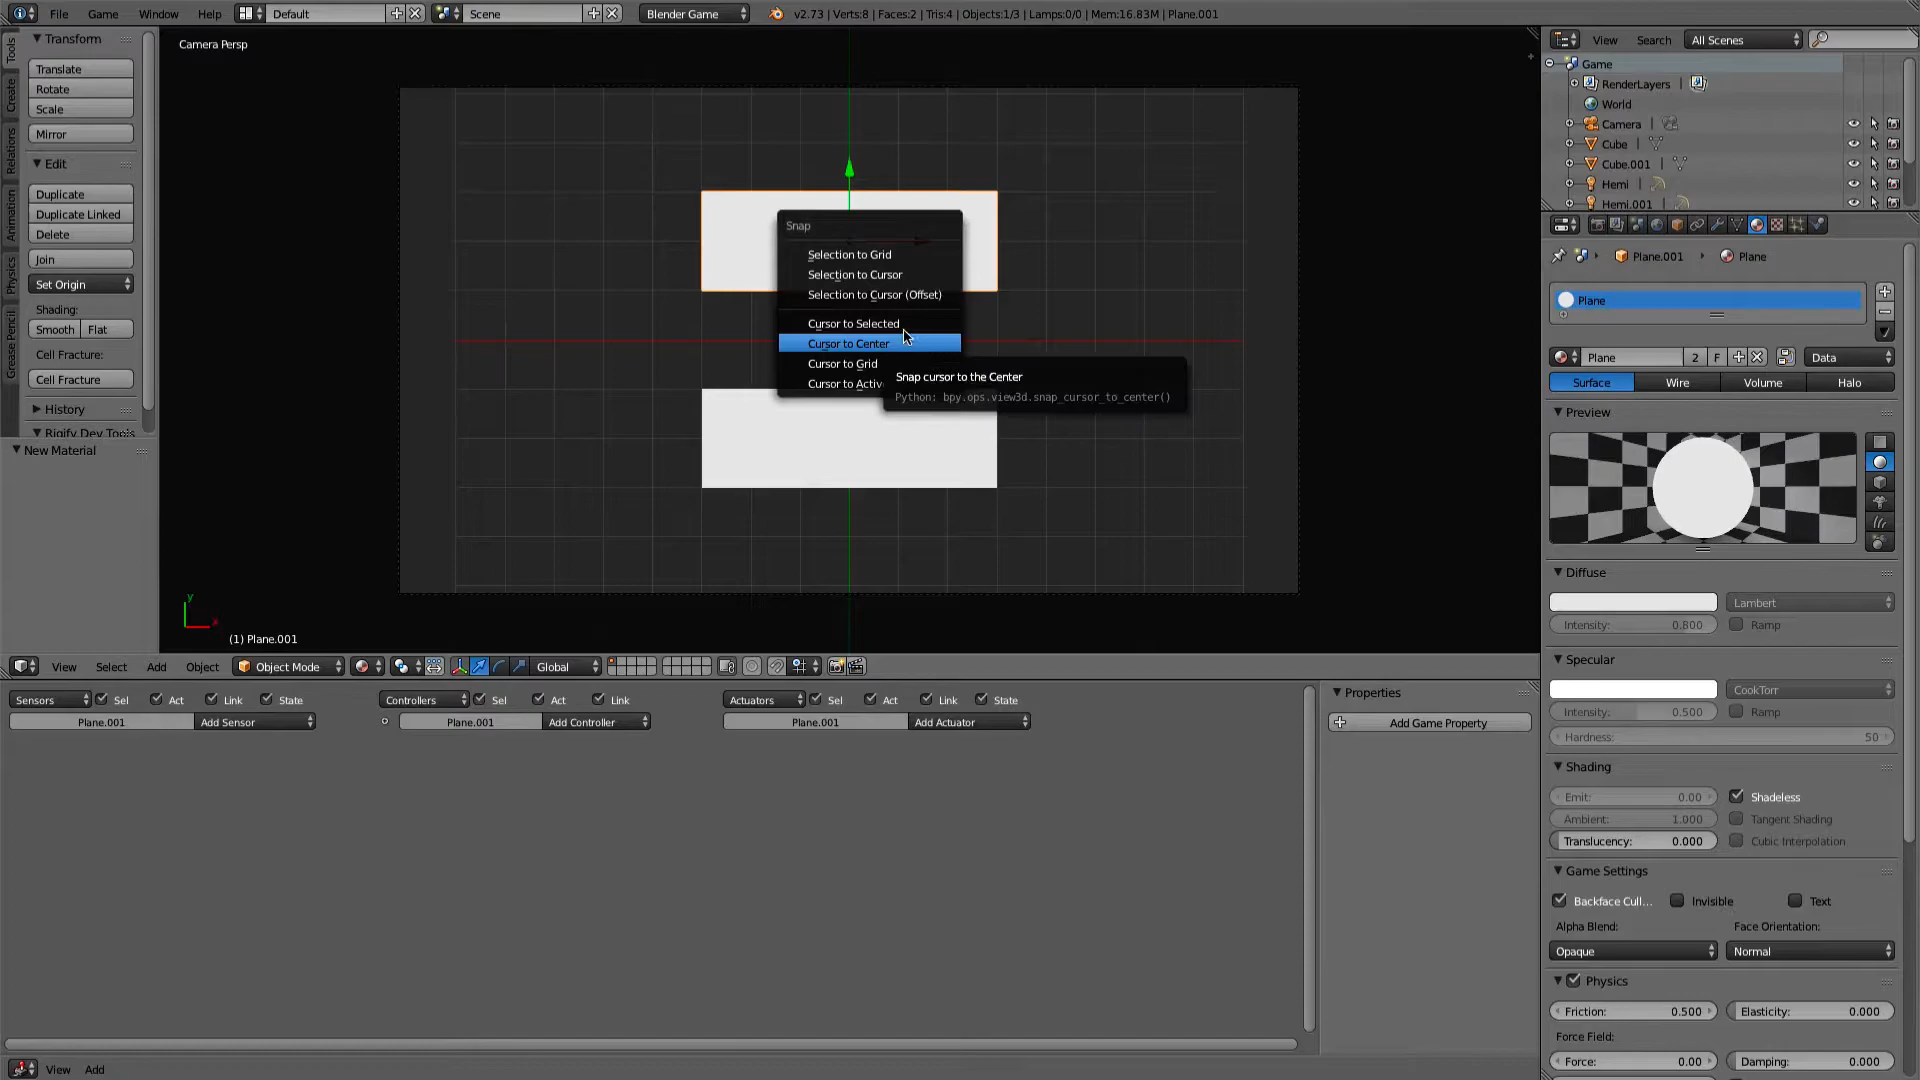 File Game Window Help Default Scene Blender Game v2.73 | Verts:8 | Faces:2 | Tris:4 | Objects:1/3 | Lamps:0/0 | Mem:16.83M | Plane.001
Tools
Create
Relations
Animation
Physics
Grease Pencil
Transform
Translate
Rotate
Scale
Mirror
Edit
Duplicate
Duplicate Linked
Delete
Join
Set Origin
Shading:
Smooth Flat
Cell Fracture:
Cell Fracture
History
Rigify Dev Tools
New Material
Camera Persp
Snap
Selection to Grid
Selection to Cursor
Selection to Cursor (Offset)
Cursor to Selected
Cursor to Center
Cursor to Grid
Cursor to Activ
Snap cursor to the Center
Python: bpy.ops.view3d.snap_cursor_to_center()
y
x
(1) Plane.001
View Select Add Object Object Mode Global
Sensors Sel Act Link State Controllers Sel Act Link Actuators Sel Act Link State
Plane.001 Add Sensor Plane.001 Add Controller Plane.001 Add Actuator
Properties
Add Game Property
View Add
View Search All Scenes
Game
RenderLayers |
World
Camera |
Cube |
Cube.001 |
Hemi |
Hemi.001
Plane.001 Plane
Plane
Plane 2 F Data
Surface Wire Volume Halo
Preview
Diffuse
Lambert
Intensity: 0.800 Ramp
Specular
CookTorr
Intensity: 0.500 Ramp
Hardness: 50
Shading
Emit: 0.00 Shadeless
Ambient: 1.000 Tangent Shading
Translucency: 0.000 Cubic Interpolation
Game Settings
Backface Cull... Invisible Text
Alpha Blend: Face Orientation:
Opaque Normal
Physics
Friction: 0.500 Elasticity: 0.000
Force Field:
Force: 0.00 Damping: 0.000